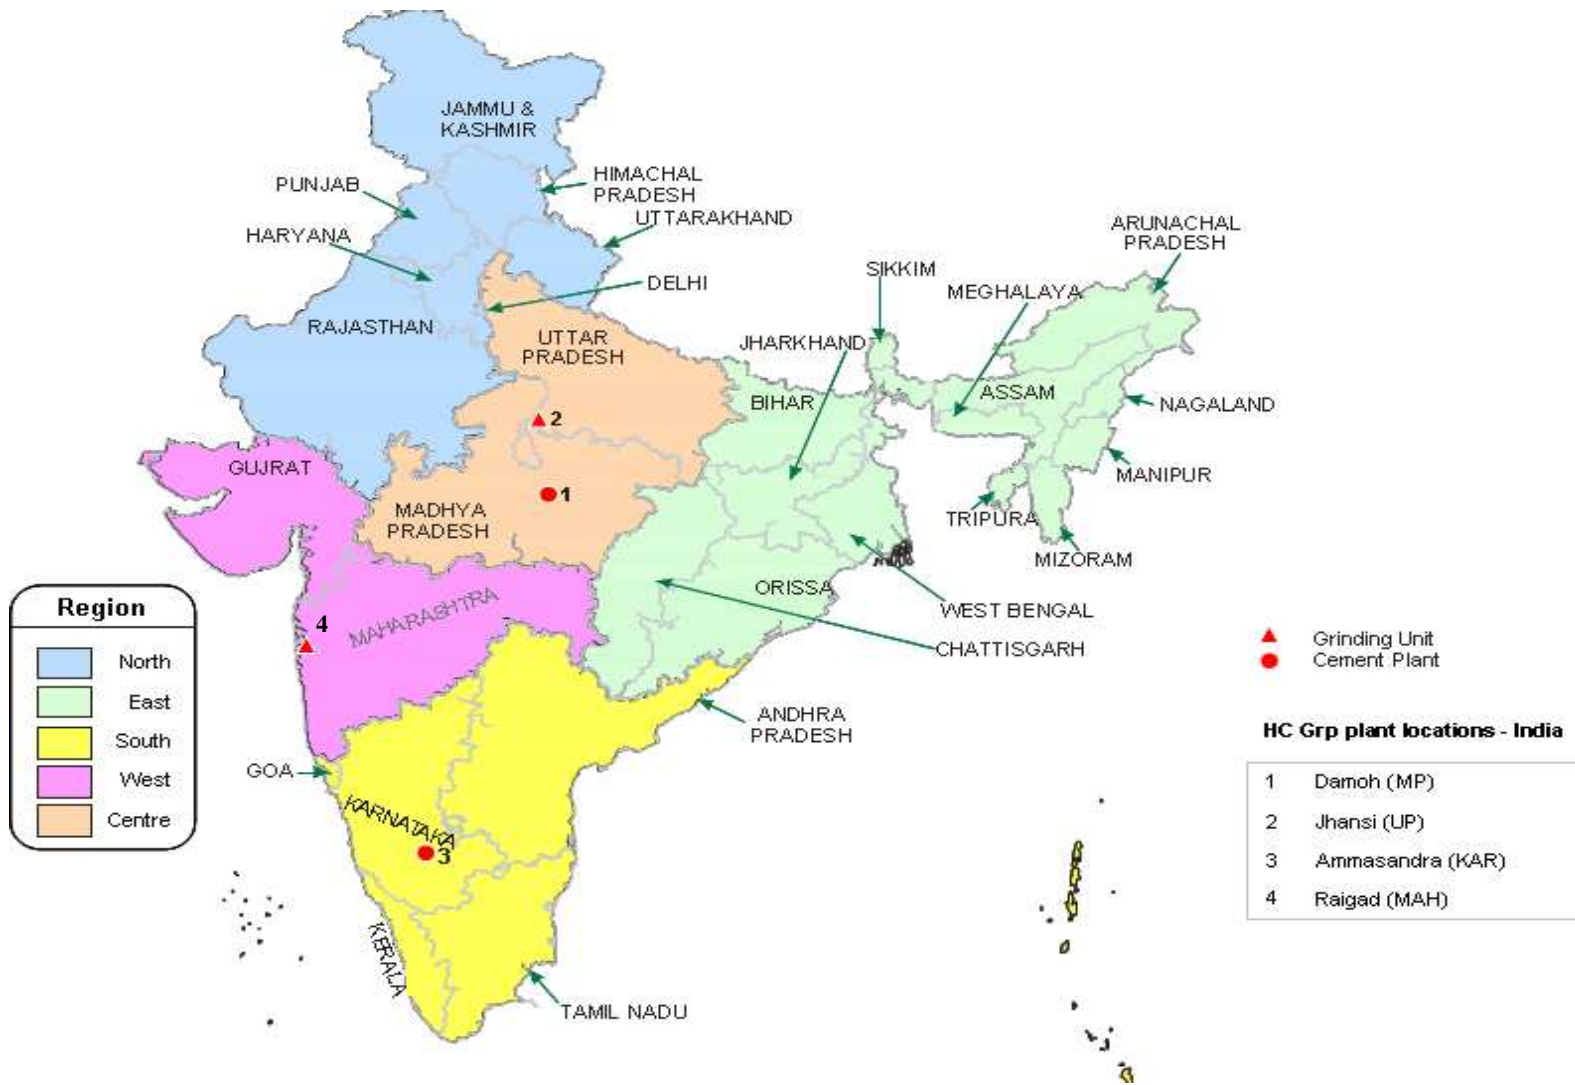 JAMMU &
KASHMIR
HIMACHAL
PRADESH
PUNJAB
UTTARAKHAND
HARYANA
DELHI
RAJASTHAN
UTTAR
PRADESH
SIKKIM
ARUNACHAL
PRADESH
MEGHALAYA
JHARKHAND
BIHAR
ASSAM
NAGALAND
2
GUJRAT
MANIPUR
1
MADHYA
PRADESH
TRIPURA
MIZORAM
ORISSA
WEST BENGAL
CHATTISGARH
MAHARASHTRA
4
ANDHRA
PRADESH
GOA
KARNATAKA
3
KERALA
TAMIL NADU
Region
North
East
South
West
Centre
Grinding Unit
Cement Plant
HC Grp plant locations - India
1 Damoh (MP)
2 Jhansi (UP)
3 Ammasandra (KAR)
4 Raigad (MAH)